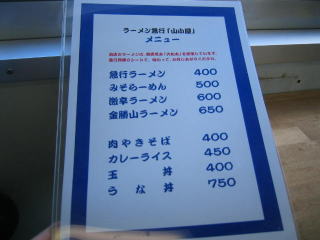 ラーメン急行「山小屋」
メニュー
急行ラーメン 400
みそらーめん 500
激辛ラーメン 600
金勝山ラーメン 650
肉やきそば 400
カレーライス 450
玉丼 400
うな丼 750